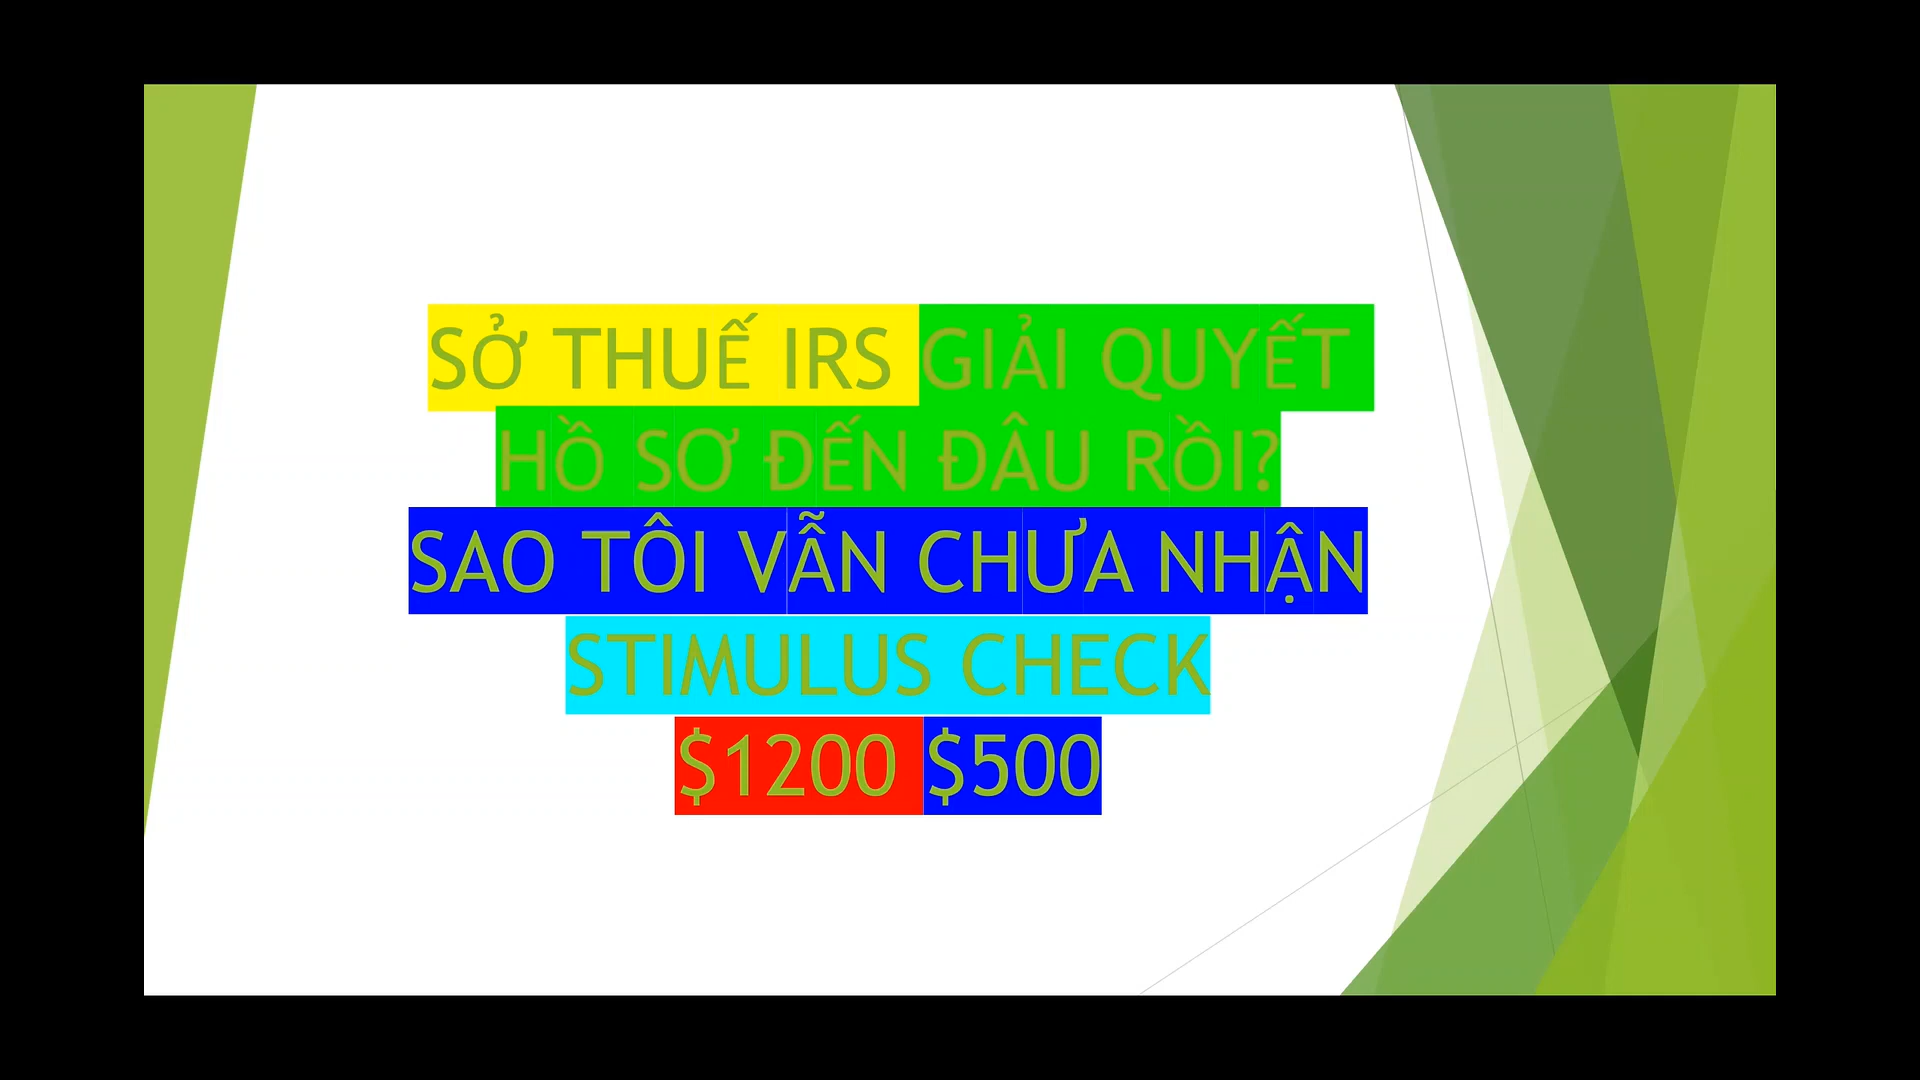 SỞ THUẾ IRS GIẢI QUYẾT
HỒ SƠ ĐẾN ĐÂU RỒI?
SAO TÔI VẪN CHƯA NHẬN
STIMULUS CHECK
$1200 $500